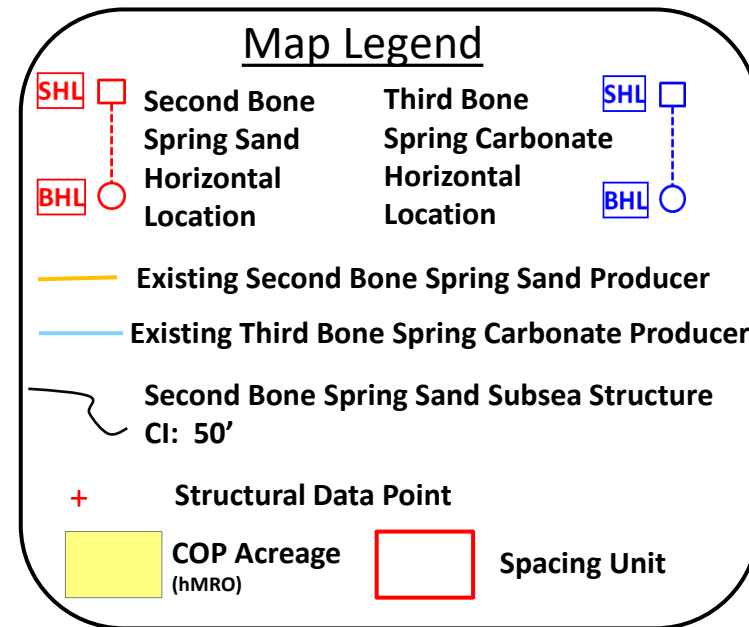 Map Legend
SHL
Second Bone
Spring Sand
Horizontal
Location
BHL
Third Bone
Spring Carbonate
Horizontal
Location
SHL
BHL
Existing Second Bone Spring Sand Producer
Existing Third Bone Spring Carbonate Producer
Second Bone Spring Sand Subsea Structure
CI: 50’
Structural Data Point
COP Acreage
(hMRO)
Spacing Unit